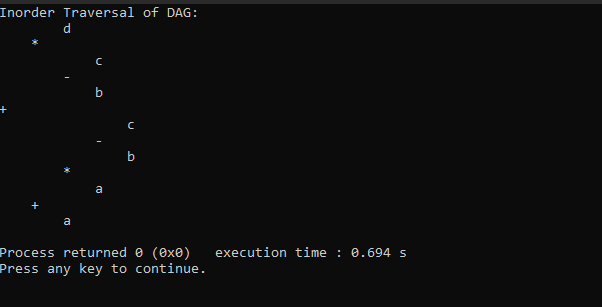 Inorder Traversal of DAG:
        d
    *
            c
        -
            b
+
                c
            -
                b
        *
            a
    +
        a

Process returned 0 (0x0)   execution time : 0.694 s
Press any key to continue.